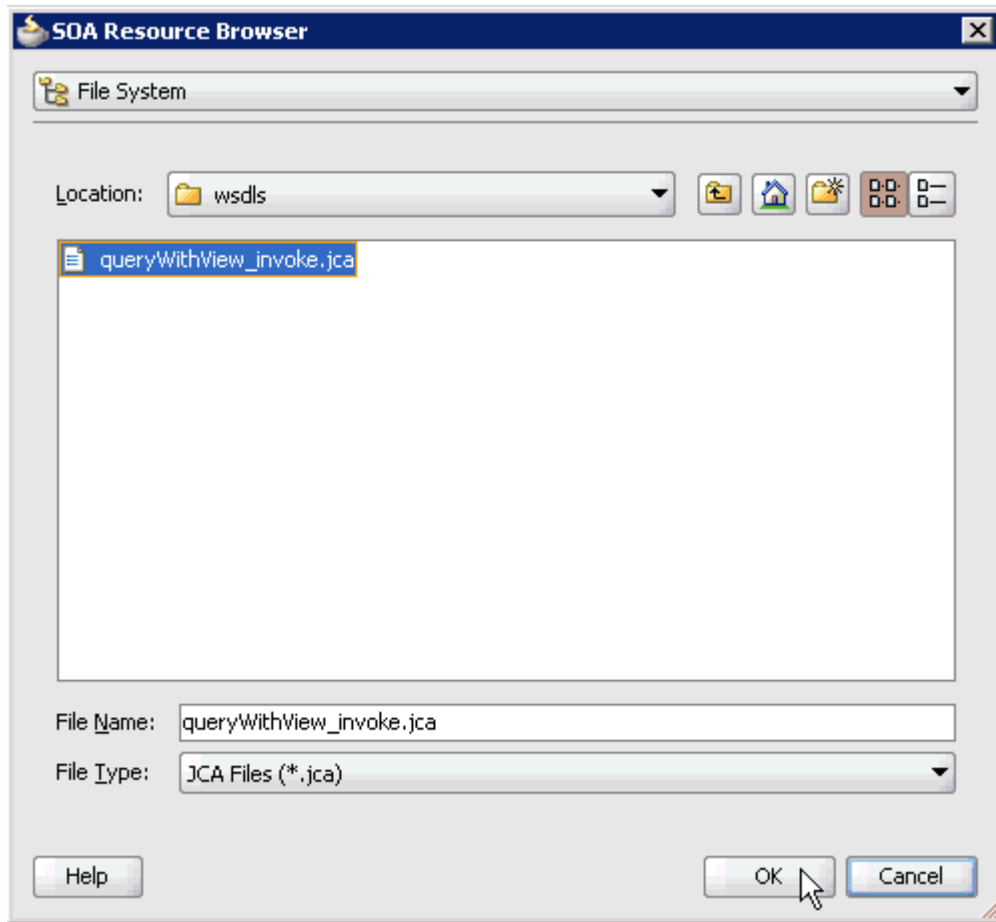 SOA Resource Browser
File System
Location: wsdls
queryWithView_invoke.jca
File Name: queryWithView_invoke.jca
File Type: JCA Files (*.jca)
Help OK Cancel